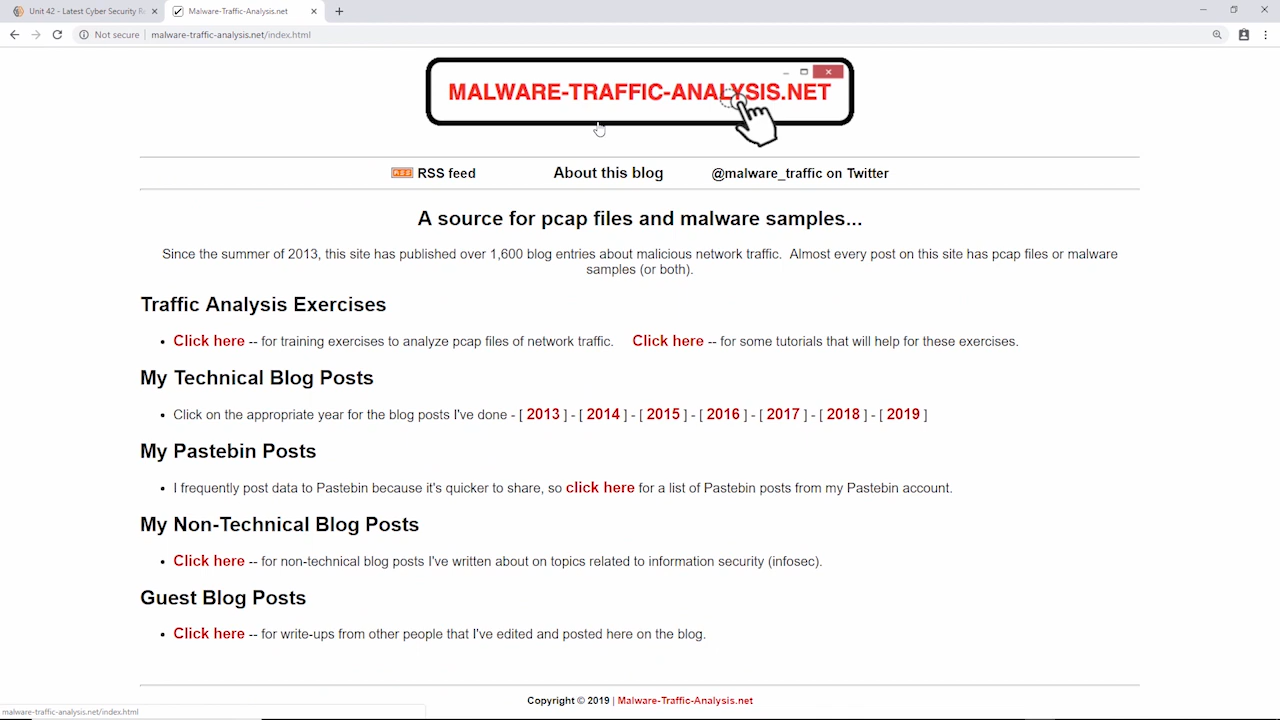 Unit 42 - Latest Cyber Security Re
Malware-Traffic-Analysis.net
Not secure | malware-traffic-analysis.net/index.html
MALWARE-TRAFFIC-ANALYSIS.NET
RSS feed
About this blog
@malware_traffic on Twitter
A source for pcap files and malware samples...
Since the summer of 2013, this site has published over 1,600 blog entries about malicious network traffic. Almost every post on this site has pcap files or malware
samples (or both).
Traffic Analysis Exercises
• Click here -- for training exercises to analyze pcap files of network traffic. Click here -- for some tutorials that will help for these exercises.
My Technical Blog Posts
• Click on the appropriate year for the blog posts I've done - [ 2013 ] - [ 2014 ] - [ 2015 ] - [ 2016 ] - [ 2017 ] - [ 2018 ] - [ 2019 ]
My Pastebin Posts
• I frequently post data to Pastebin because it's quicker to share, so click here for a list of Pastebin posts from my Pastebin account.
My Non-Technical Blog Posts
• Click here -- for non-technical blog posts I've written about on topics related to information security (infosec).
Guest Blog Posts
• Click here -- for write-ups from other people that I've edited and posted here on the blog.
Copyright © 2019 | Malware-Traffic-Analysis.net
malware-traffic-analysis.net/index.html